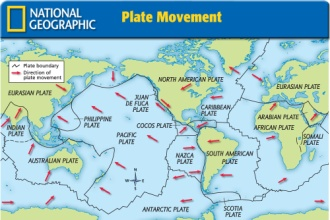 NATIONAL
GEOGRAPHIC
Plate Movement
Plate boundary
Direction of
plate movement
EURASIAN PLATE
NORTH AMERICAN PLATE
EURASIAN PLATE
JUAN
DE FUCA
PLATE
CARIBBEAN
PLATE
ARABIAN PLATE
PHILIPPINE
PLATE
COCOS PLATE
AFRICAN PLATE
INDIAN
PLATE
PACIFIC
PLATE
SOMALI
PLATE
NAZCA
PLATE
SOUTH
AMERICAN
PLATE
AUSTRALIAN
PLATE
ANTARCTIC PLATE
SCOTIA
PLATE